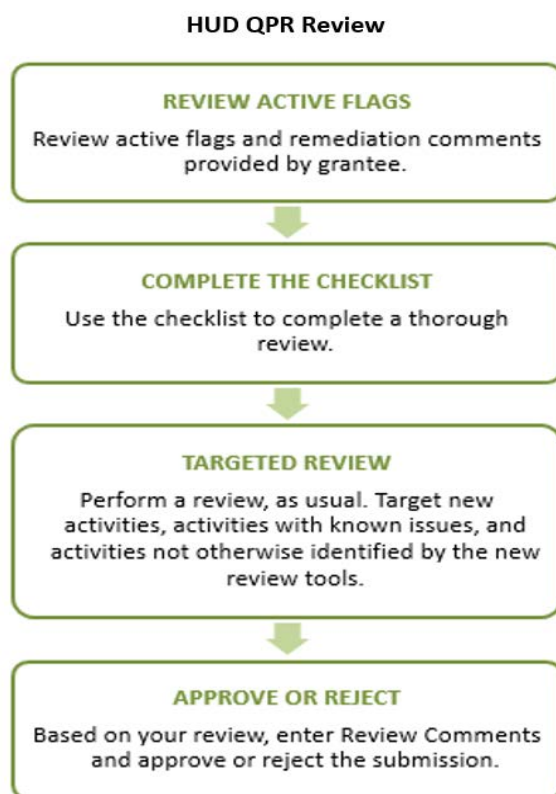 HUD QPR Review
REVIEW ACTIVE FLAGS
Review active flags and remediation comments
provided by grantee.
COMPLETE THE CHECKLIST
Use the checklist to complete a thorough
review.
TARGETED REVIEW
Perform a review, as usual. Target new
activities, activities with known issues, and
activities not otherwise identified by the new
review tools.
APPROVE OR REJECT
Based on your review, enter Review Comments
and approve or reject the submission.